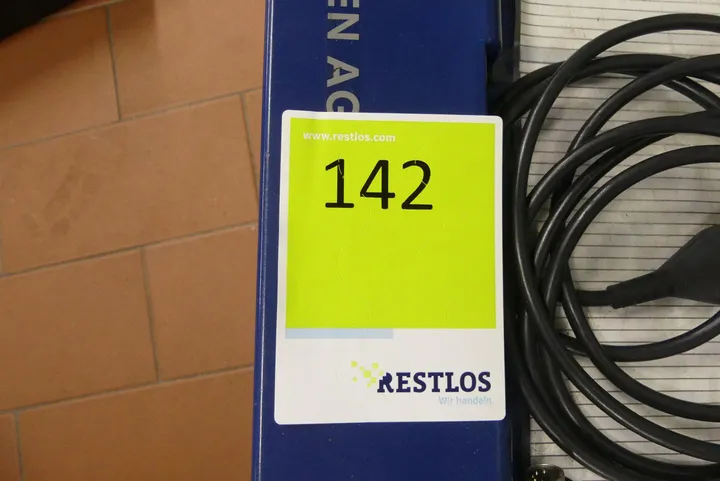 EN AG
www.restlos.com
142
RESTLOS
Wir handeln.